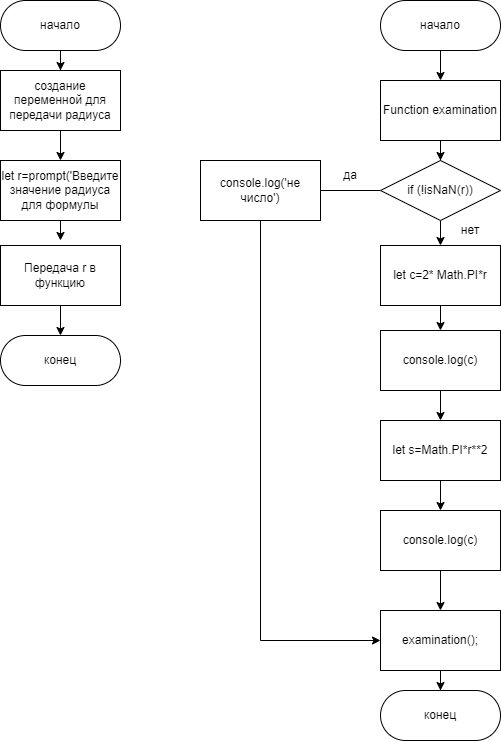 начало
создание
переменной для
передачи радиуса
let r=prompt('Введите
значение радиуса
для формулы
Передача r в
функцию
конец
начало
Function examination
if (!isNaN(r))
да
console.log('не
число')
нет
let c=2* Math.PI*r
console.log(c)
let s=Math.PI*r**2
console.log(c)
examination();
конец